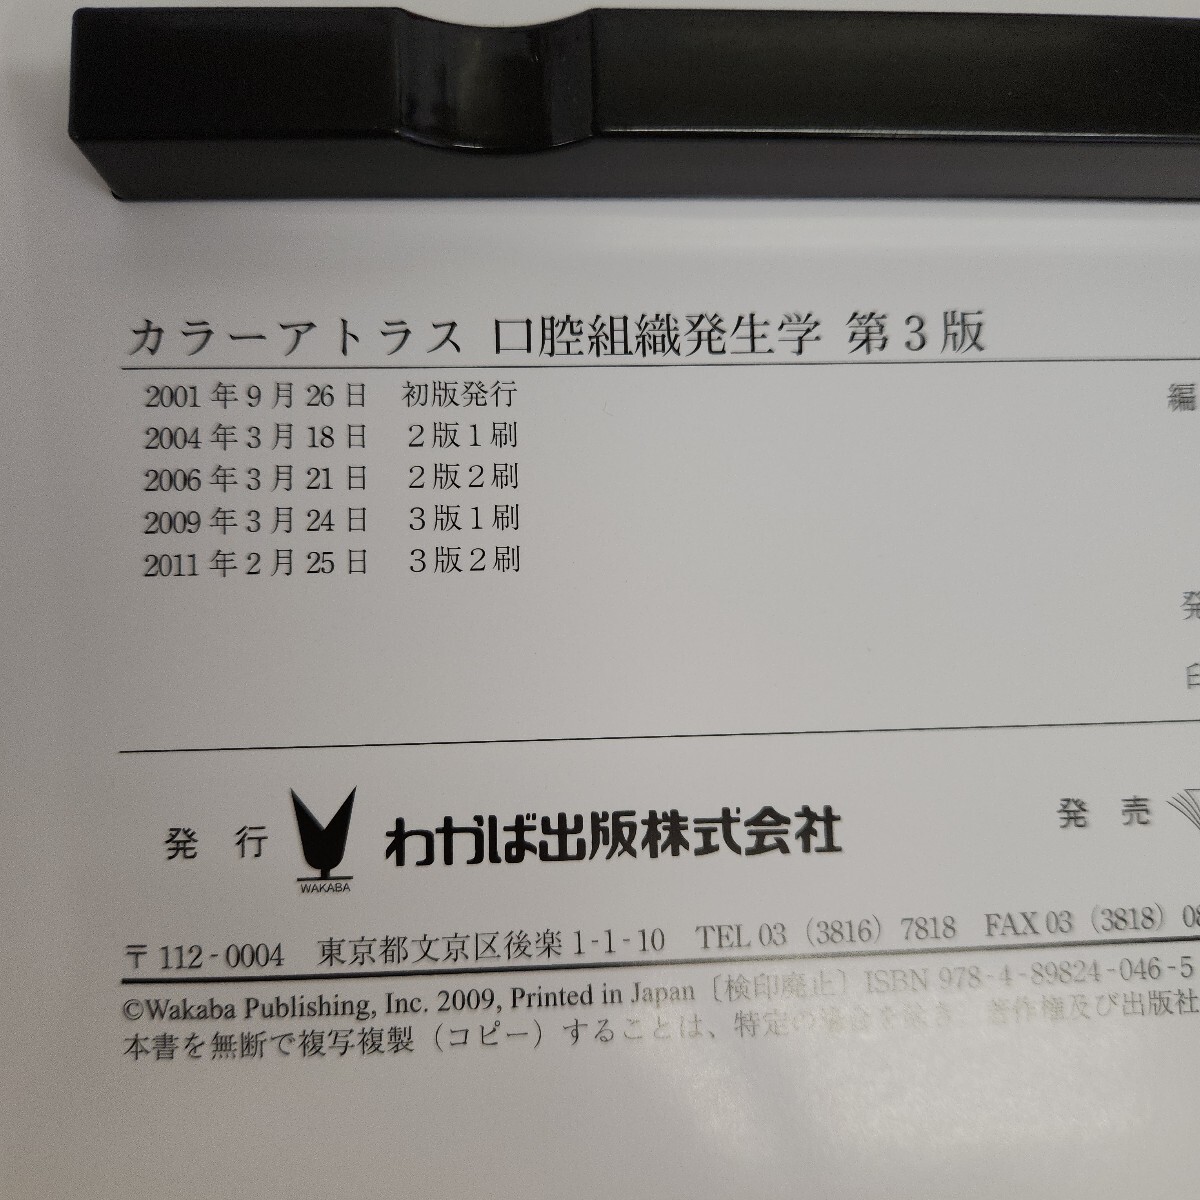 カラーアトラス 口腔組織発生学 第3版
2001年9月26日 初版発行
編
2004年3月18日 2版1刷
2006年3月21日 2版2刷
2009年3月24日 3版1刷
2011年2月25日 3版2刷
発
印
発 行 WAKABA わかば出版株式会社
発 売
〒112-0004 東京都文京区後楽1-1-10 TEL 03 (3816) 7818 FAX 03 (3818) 08
©Wakaba Publishing, Inc. 2009, Printed in Japan〔検印廃止〕ISBN 978-4-89824-046-5
本書を無断で複写複製(コピー)することは、特定の場合を除き、著作権及び出版社